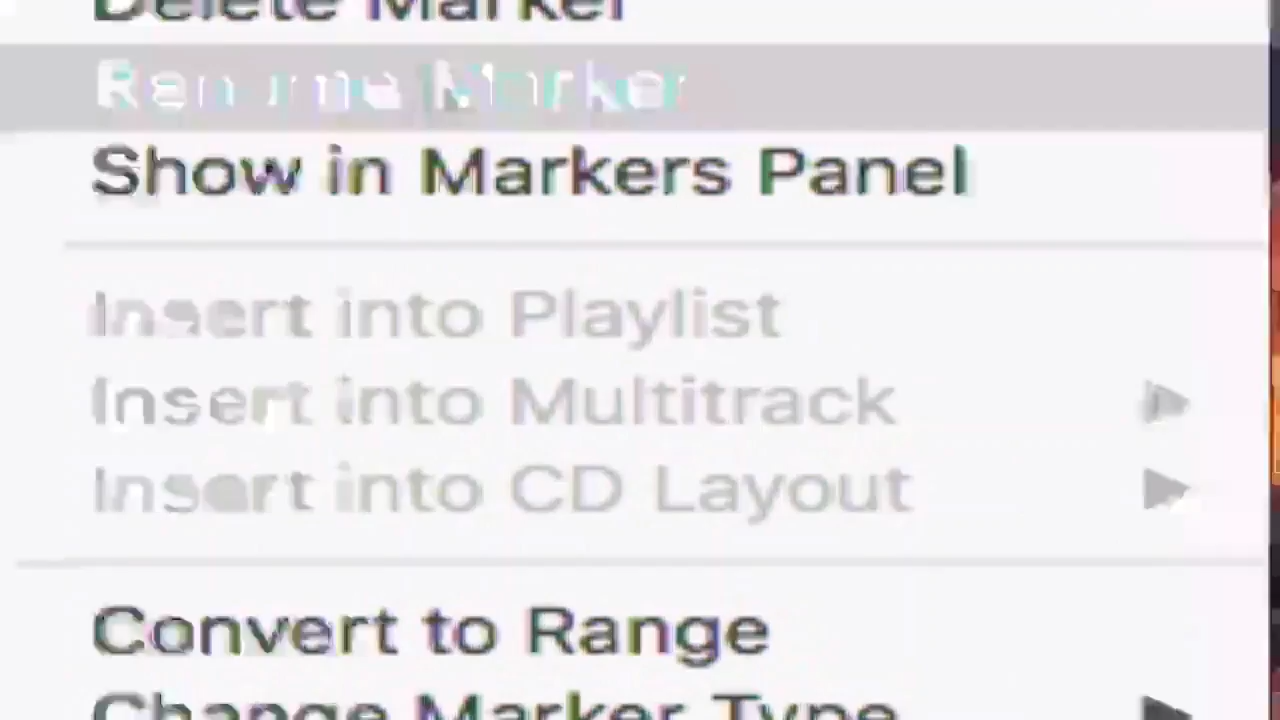 Delete Marker
Rename Marker
Show in Markers Panel
Insert into Playlist
Insert into Multitrack
Insert into CD Layout
Convert to Range
Change Marker Type